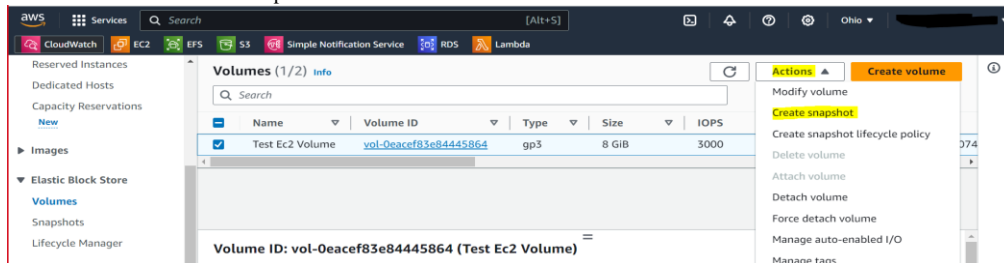 aws Services Search [Alt+S] Ohio
CloudWatch EC2 EFS S3 Simple Notification Service RDS Lambda
Reserved Instances
Dedicated Hosts
Capacity Reservations
New
Images
Elastic Block Store
Volumes
Snapshots
Lifecycle Manager
Volumes (1/2) Info
Actions Create volume
Search
Name Volume ID Type Size IOPS
Test Ec2 Volume vol-0eacef83e84445864 gp3 8 GiB 3000
Modify volume
Create snapshot
Create snapshot lifecycle policy
Delete volume
074
Attach volume
Detach volume
Force detach volume
Manage auto-enabled I/O
Manage tags
Volume ID: vol-0eacef83e84445864 (Test Ec2 Volume)